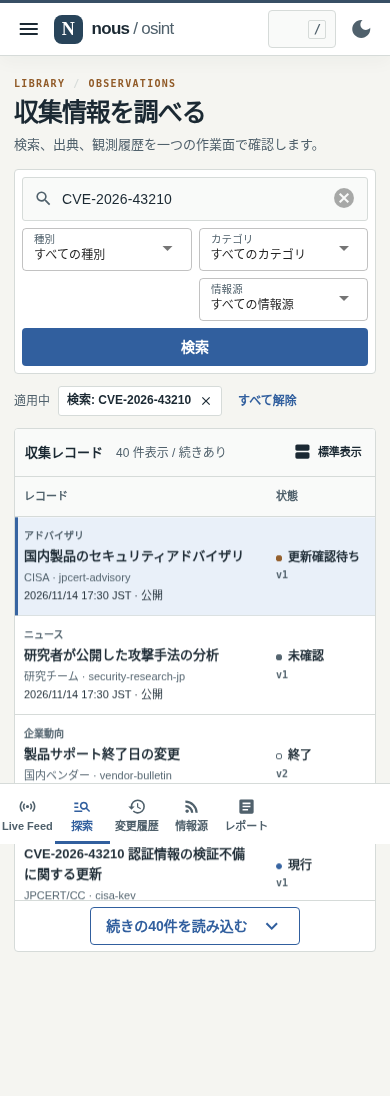 N nous / osint /
LIBRARY / OBSERVATIONS
収集情報を調べる
検索、出典、観測履歴を一つの作業面で確認します。
CVE-2026-43210
種別
すべての種別
カテゴリ
すべてのカテゴリ
情報源
すべての情報源
検索
適用中 検索: CVE-2026-43210 × すべて解除
収集レコード 40 件表示 / 続きあり 標準表示
レコード 状態
アドバイザリ
国内製品のセキュリティアドバイザリ 更新確認待ち
CISA · jpcert-advisory v1
2026/11/14 17:30 JST · 公開
ニュース
研究者が公開した攻撃手法の分析 未確認
研究チーム · security-research-jp v1
2026/11/14 17:30 JST · 公開
企業動向
製品サポート終了日の変更 終了
国内ベンダー · vendor-bulletin v2
Live Feed 探索 変更履歴 情報源 レポート
CVE-2026-43210 認証情報の検証不備
に関する更新 現行
JPCERT/CC · cisa-kev v1
続きの40件を読み込む